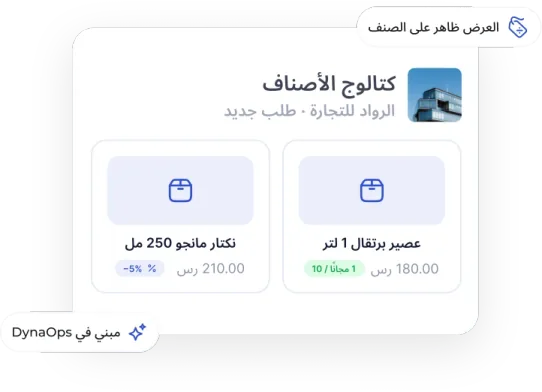 العرض ظاهر على الصنف
كتالوج الأصناف
الرواد للتجارة · طلب جديد
عصير برتقال 1 لتر
180.00 رس
1 مجانًا / 10
نكتار مانجو 250 مل
210.00 رس
% −5%
مبني في DynaOps